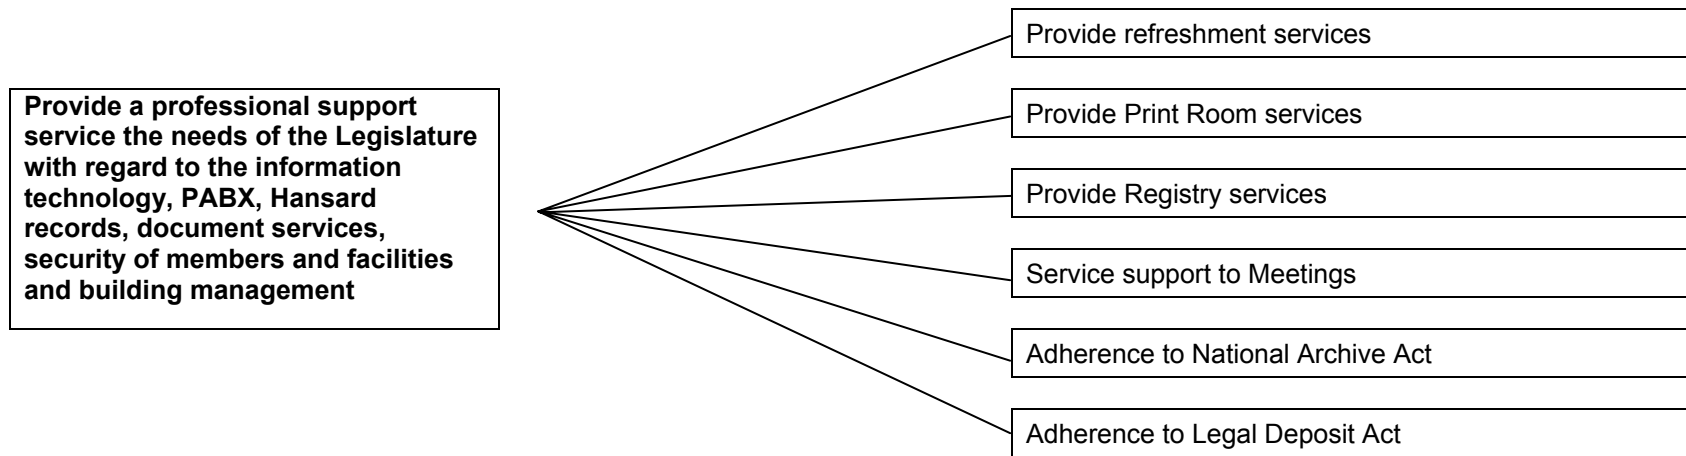 Provide a professional support
service the needs of the Legislature
with regard to the information
technology, PABX, Hansard
records, document services,
security of members and facilities
and building management
Provide refreshment services
Provide Print Room services
Provide Registry services
Service support to Meetings
Adherence to National Archive Act
Adherence to Legal Deposit Act